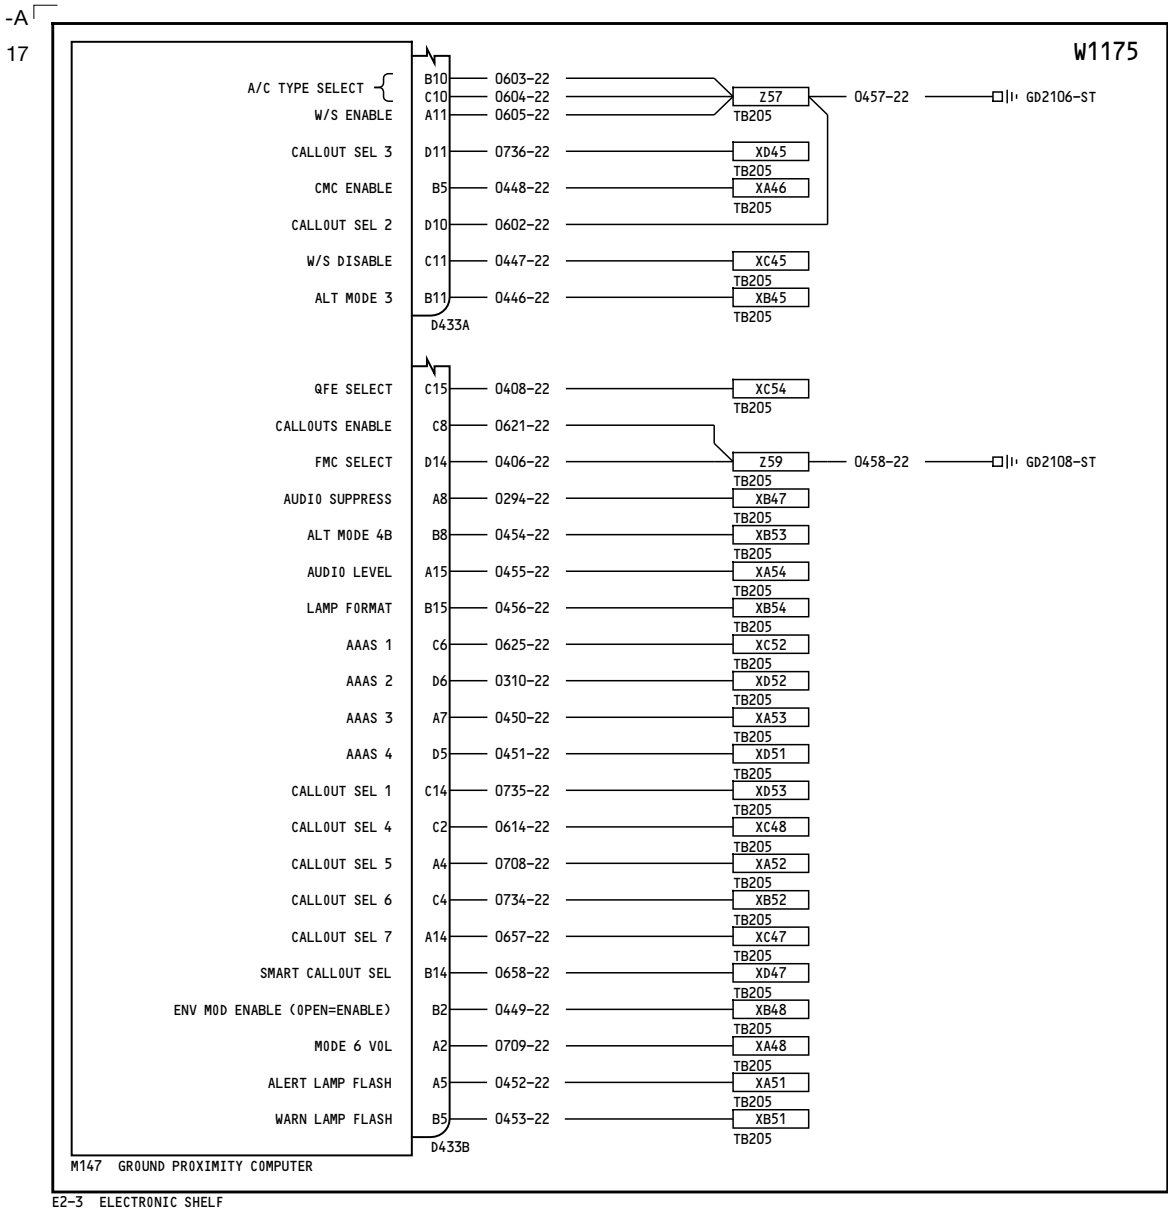 -A
17
W1175
A/C TYPE SELECT B10 0603-22
C10 0604-22 Z57 0457-22 GD2106-ST
W/S ENABLE A11 0605-22 TB205
CALLOUT SEL 3 D11 0736-22 XD45
TB205
CMC ENABLE B5 0448-22 XA46
TB205
CALLOUT SEL 2 D10 0602-22
W/S DISABLE C11 0447-22 XC45
TB205
ALT MODE 3 B11 0446-22 XB45
TB205
D433A
QFE SELECT C15 0408-22 XC54
TB205
CALLOUTS ENABLE C8 0621-22
FMC SELECT D14 0406-22 Z59 0458-22 GD2108-ST
TB205
AUDIO SUPPRESS A8 0294-22 XB47
TB205
ALT MODE 4B B8 0454-22 XB53
TB205
AUDIO LEVEL A15 0455-22 XA54
TB205
LAMP FORMAT B15 0456-22 XB54
TB205
AAAS 1 C6 0625-22 XC52
TB205
AAAS 2 D6 0310-22 XD52
TB205
AAAS 3 A7 0450-22 XA53
TB205
AAAS 4 D5 0451-22 XD51
TB205
CALLOUT SEL 1 C14 0735-22 XD53
TB205
CALLOUT SEL 4 C2 0614-22 XC48
TB205
CALLOUT SEL 5 A4 0708-22 XA52
TB205
CALLOUT SEL 6 C4 0734-22 XB52
TB205
CALLOUT SEL 7 A14 0657-22 XC47
TB205
SMART CALLOUT SEL B14 0658-22 XD47
TB205
ENV MOD ENABLE (OPEN=ENABLE) B2 0449-22 XB48
TB205
MODE 6 VOL A2 0709-22 XA48
TB205
ALERT LAMP FLASH A5 0452-22 XA51
TB205
WARN LAMP FLASH B5 0453-22 XB51
TB205
D433B
M147 GROUND PROXIMITY COMPUTER
E2-3 ELECTRONIC SHELF